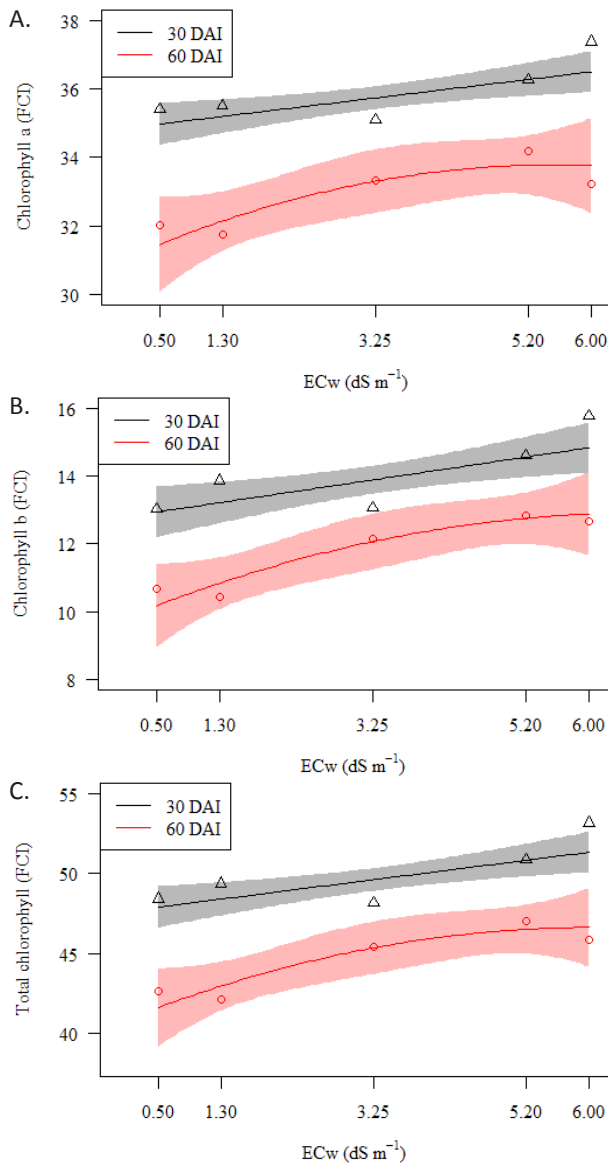 A.
38
36
34
32
30
Chlorophyll a (FCI)
30 DAI
60 DAI
0.50 1.30 3.25 5.20 6.00
ECw (dS m⁻¹)
B.
16
14
12
10
8
Chlorophyll b (FCI)
30 DAI
60 DAI
0.50 1.30 3.25 5.20 6.00
ECw (dS m⁻¹)
C.
55
50
45
40
Total chlorophyll (FCI)
30 DAI
60 DAI
0.50 1.30 3.25 5.20 6.00
ECw (dS m⁻¹)